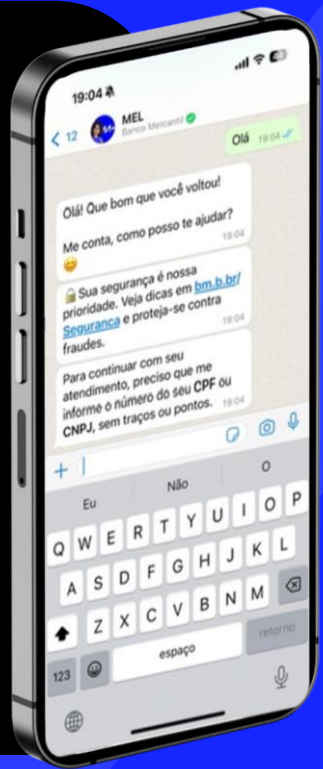 19:04
12
MEL
Banco Mercantil
Olá 19:04
Olá! Que bom que você voltou!
Me conta, como posso te ajudar?
19:04
Sua segurança é nossa
prioridade. Veja dicas em bm.b.br/
Seguranca e proteja-se contra
fraudes.
19:04
Para continuar com seu
atendimento, preciso que me
informe o número do seu CPF ou
CNPJ, sem traços ou pontos.
19:04
Eu Não O
Q W E R T Y U I O P
A S D F G H J K L
Z X C V B N M
123 espaço retorno